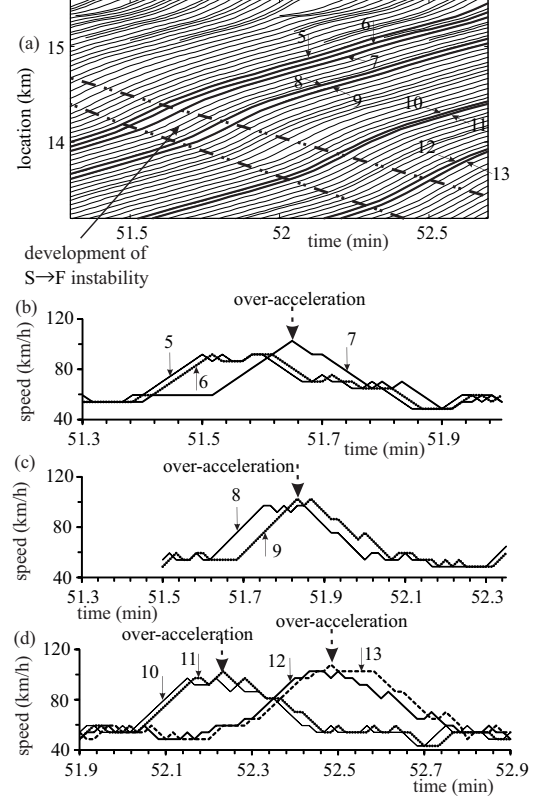 (a)
15
14
location (km)
5
6
7
8
9
10
11
12
13
51.5
52
52.5
time (min)
development of
S→F instability
(b)
over-acceleration
120
80
40
speed (km/h)
5
6
7
51.3
51.5
51.7
51.9
time (min)
(c)
over-acceleration
120
80
40
speed (km/h)
8
9
51.3
51.5
51.7
51.9
52.1
52.3
time (min)
(d)
over-acceleration
over-acceleration
120
80
40
speed (km/h)
10
11
12
13
51.9
52.1
52.3
52.5
52.7
52.9
time (min)